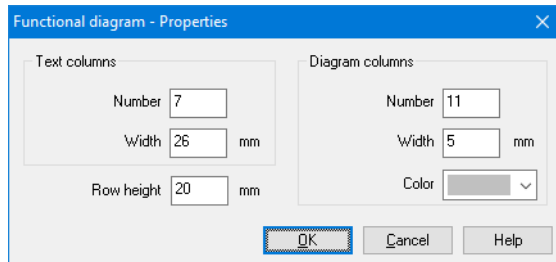 Functional diagram - Properties
Text columns
Number 7
Width 26 mm
Row height 20 mm
Diagram columns
Number 11
Width 5 mm
Color
OK Cancel Help